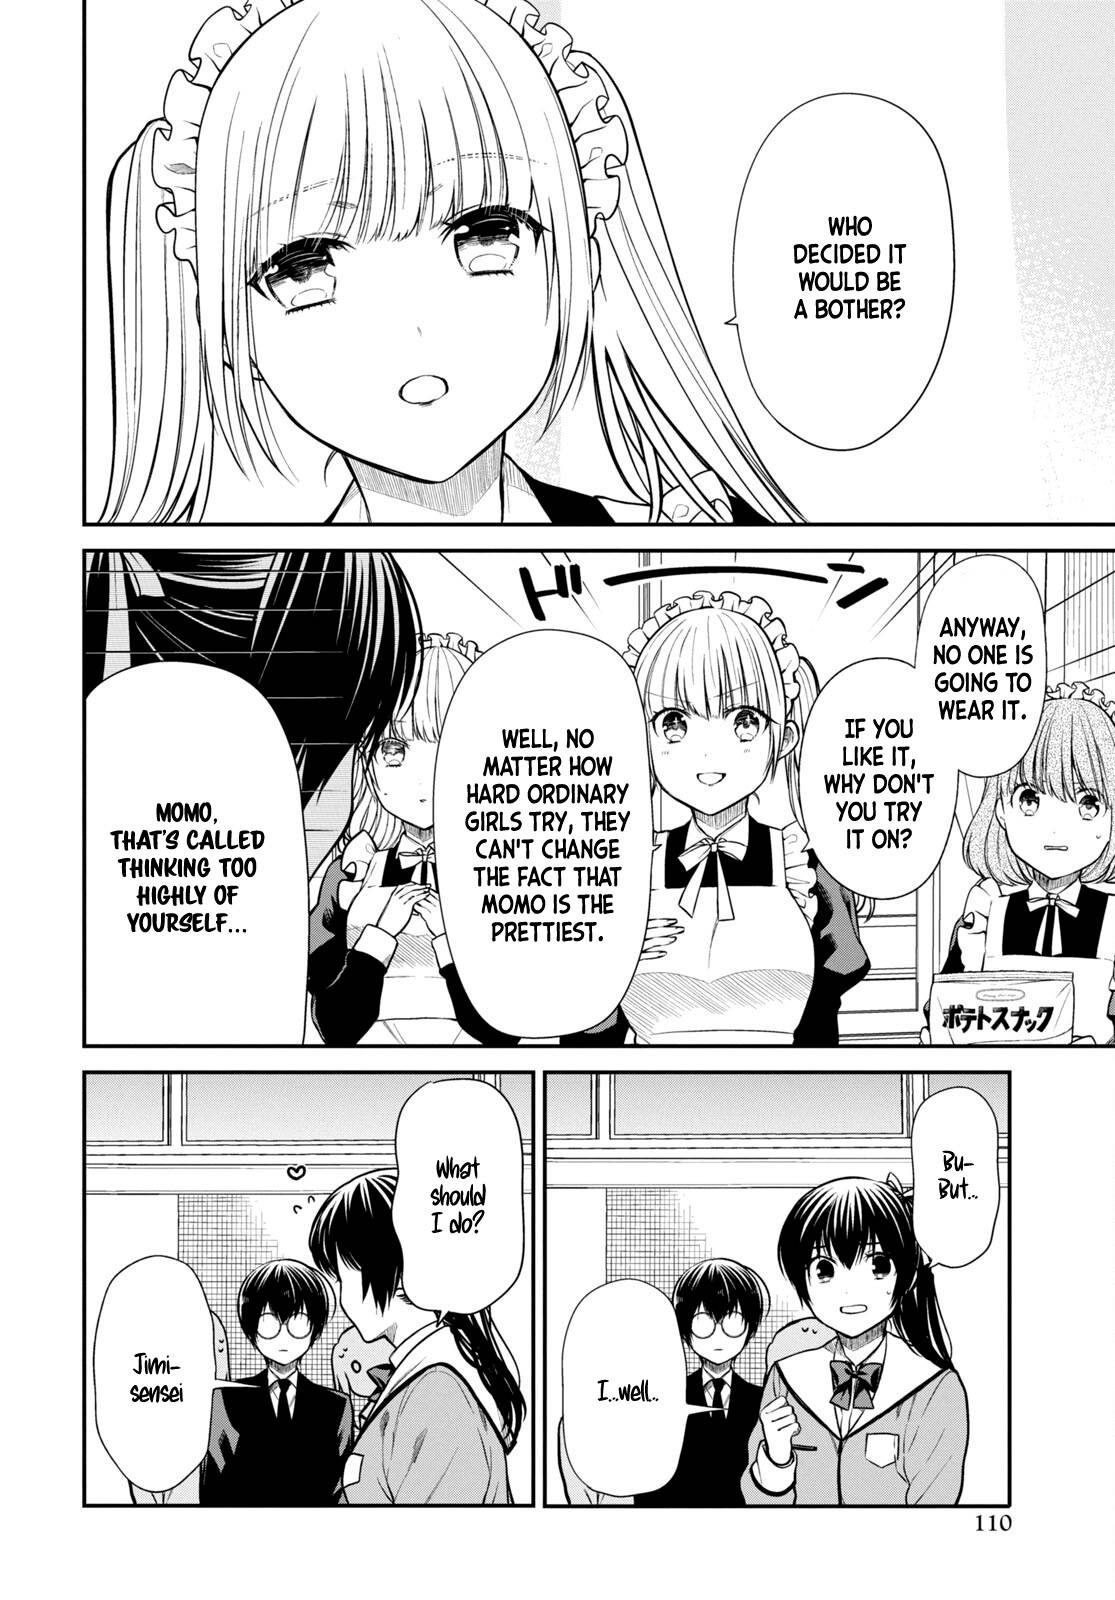 WHO
DECIDED IT
WOULD BE
A BOTHER?
ANYWAY,
NO ONE IS
GOING TO
WEAR IT.
IF YOU
LIKE IT,
WHY DON'T
YOU TRY
IT ON?
ド
ーン
ポテトスナック
WELL, NO
MATTER HOW
HARD ORDINARY
GIRLS TRY, THEY
CAN'T CHANGE
THE FACT THAT
MOMO IS THE
PRETTIEST.
MOMO,
THAT'S CALLED
THINKING TOO
HIGHLY OF
YOURSELF...
Bu-
But...
I...well..
What
should
I do?
Jimi-
sensei
110